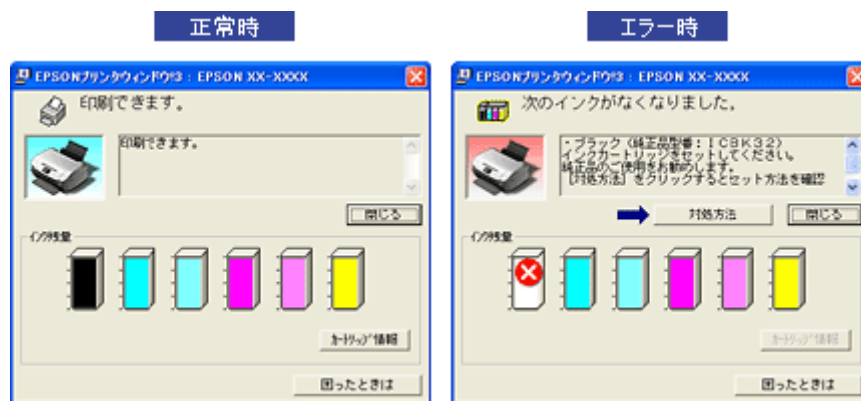 正常時
EPSONプリンタウィンドウ!3 : EPSON XX-XXXX
印刷できます。
印刷できます。
閉じる
インク残量
カートリッジ情報
困ったときは
エラー時
EPSONプリンタウィンドウ!3 : EPSON XX-XXXX
次のインクがなくなりました。
・ブラック（純正品型番：ICBK32）
インクカートリッジをセットしてください。
純正品のご使用をお勧めします。
［対処方法］をクリックするとセット方法を確認
対処方法
閉じる
インク残量
カートリッジ情報
困ったときは